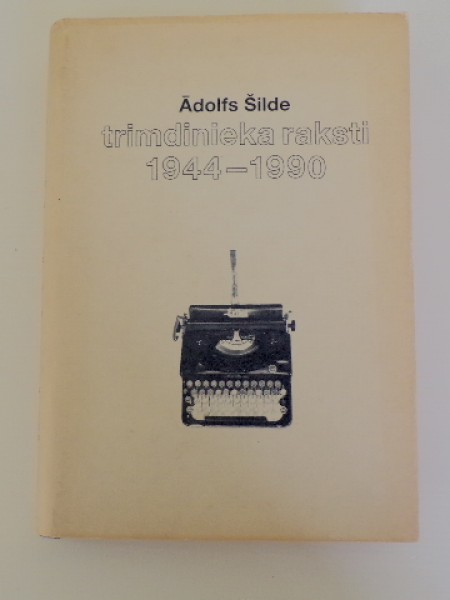 Ādolfs Šilde
trimdinieka raksti
1944–1990